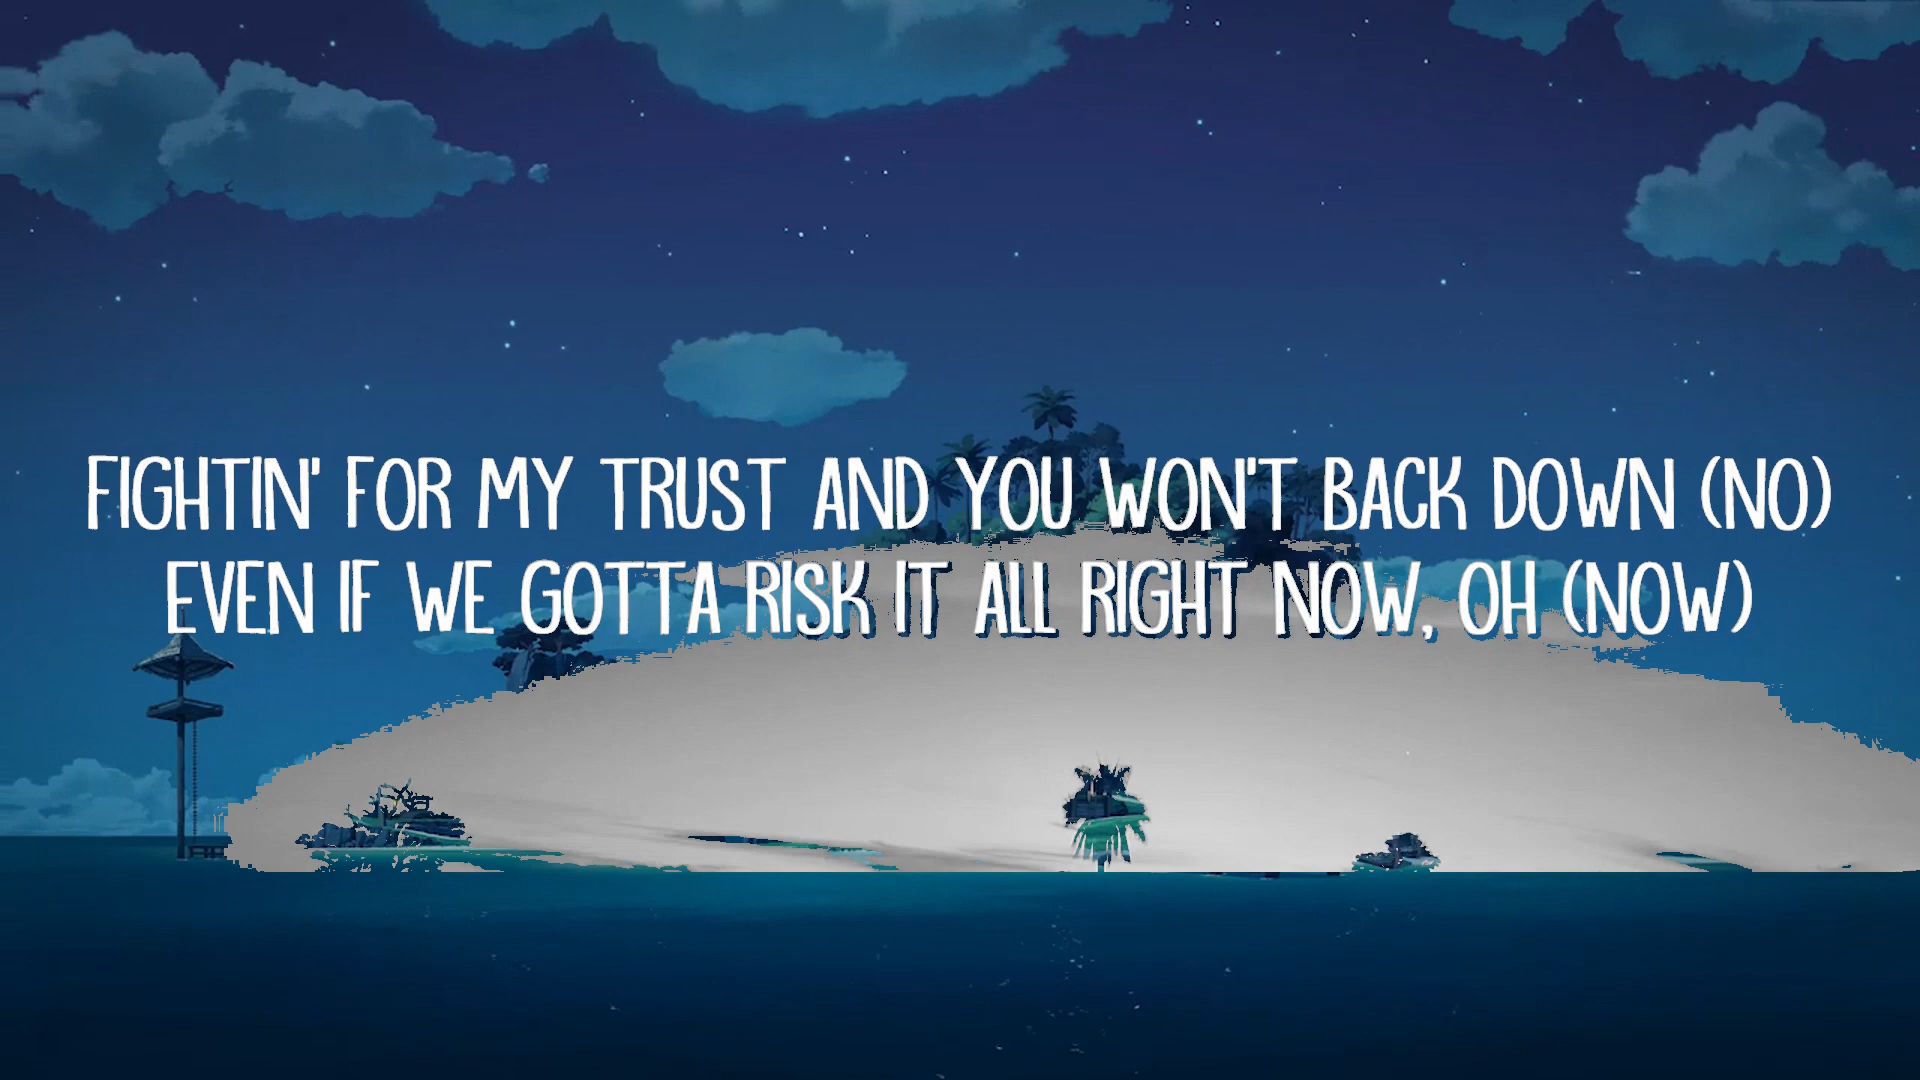 FIGHTIN' FOR MY TRUST AND YOU WON'T BACK DOWN (NO)
EVEN IF WE GOTTA RISK IT ALL RIGHT NOW, OH (NOW)